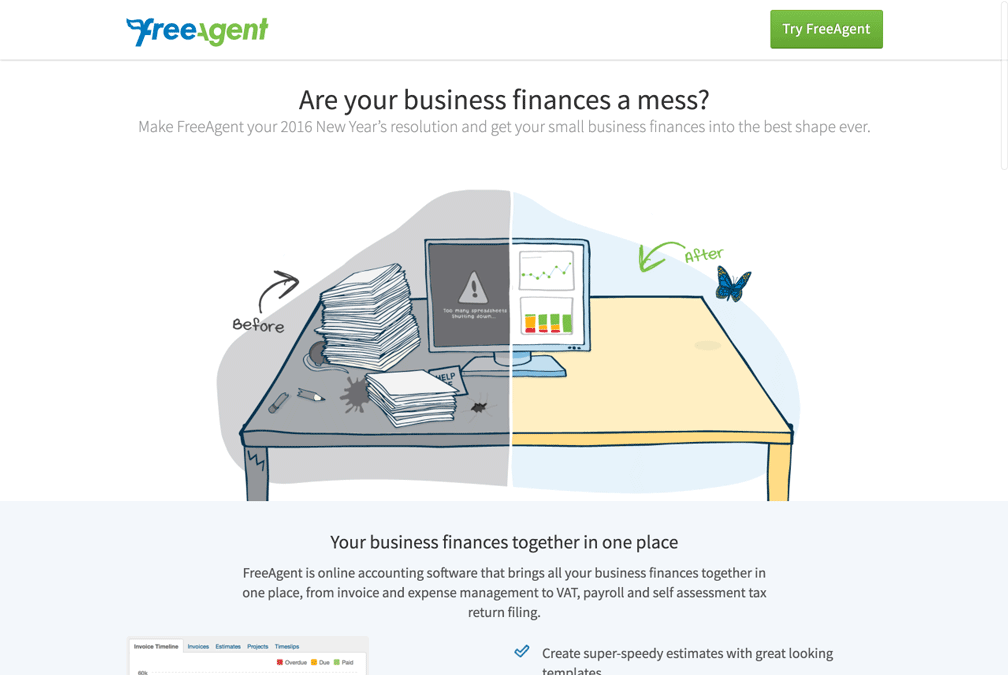 freeAgent
Try FreeAgent
Are your business finances a mess?
Make FreeAgent your 2016 New Year's resolution and get your small business finances into the best shape ever.
After
Before
Too many spreadsheets
Shutting down...
HELP
Your business finances together in one place
FreeAgent is online accounting software that brings all your business finances together in
one place, from invoice and expense management to VAT, payroll and self assessment tax
return filing.
Invoice Timeline Invoices Estimates Projects Timeslips
Overdue Due Paid
60k
Create super-speedy estimates with great looking
templates